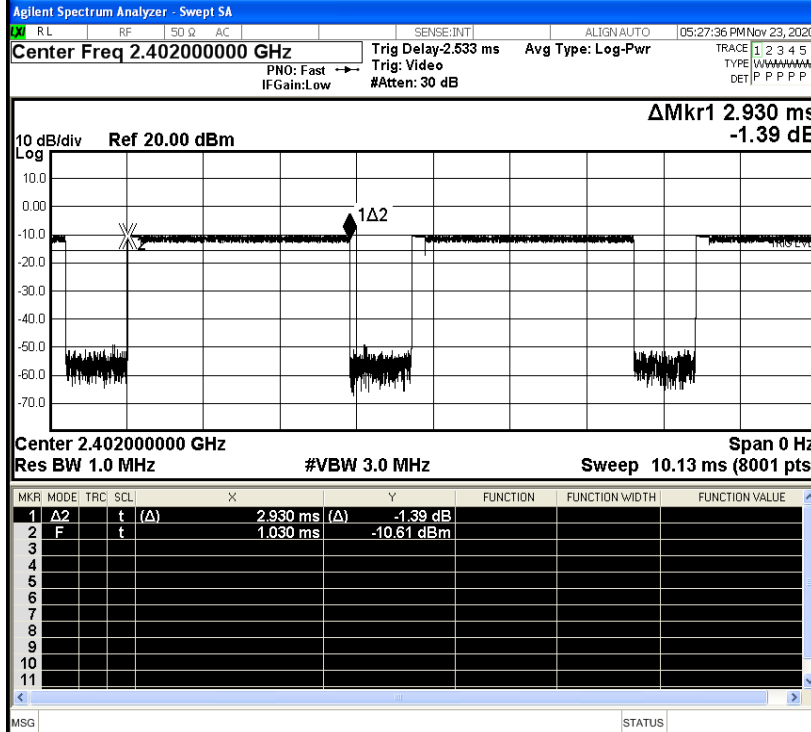 Agilent Spectrum Analyzer - Swept SA
LXI RL RF 50 Ω AC SENSE:INT ALIGN AUTO 05:27:36 PM Nov 23, 2020
Center Freq 2.402000000 GHz
PNO: Fast
IFGain:Low
Trig Delay-2.533 ms
Trig: Video
#Atten: 30 dB
Avg Type: Log-Pwr
TRACE 1 2 3 4 5
TYPE
DET P P P P P
ΔMkr1 2.930 ms
-1.39 dB
10 dB/div Ref 20.00 dBm
Log
10.0
0.00
1Δ2
-10.0
2
TRIG LVL
-20.0
-30.0
-40.0
-50.0
-60.0
-70.0
Center 2.402000000 GHz Span 0 Hz
Res BW 1.0 MHz #VBW 3.0 MHz Sweep 10.13 ms (8001 pts
MKR MODE TRC SCL X Y FUNCTION FUNCTION WIDTH FUNCTION VALUE
1 Δ2 t (Δ) 2.930 ms (Δ) -1.39 dB
2 F t 1.030 ms -10.61 dBm
3
4
5
6
7
8
9
10
11
MSG STATUS